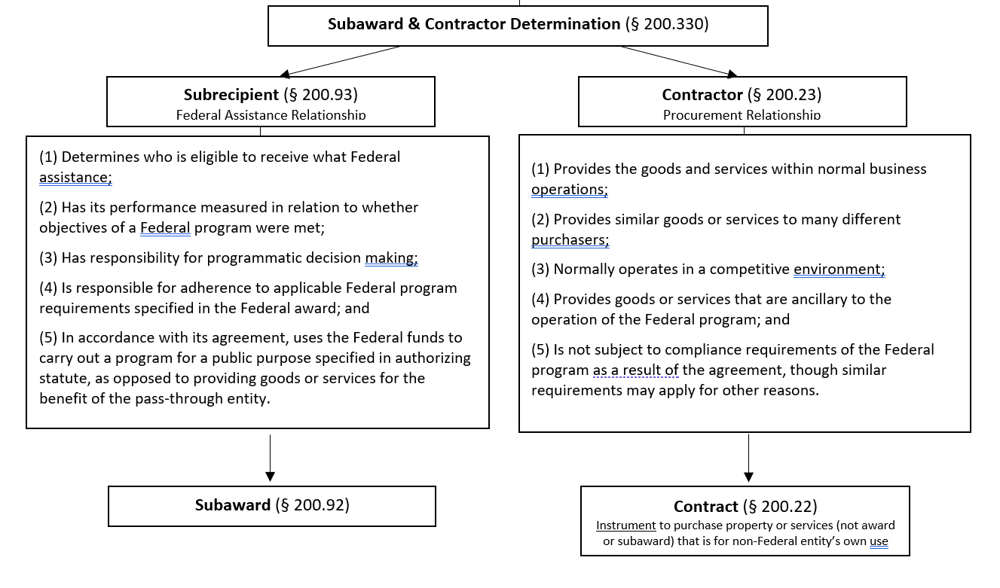 Subaward & Contractor Determination (§ 200.330)
Subrecipient (§ 200.93)
Federal Assistance Relationship
(1) Determines who is eligible to receive what Federal
assistance;
(2) Has its performance measured in relation to whether
objectives of a Federal program were met;
(3) Has responsibility for programmatic decision making;
(4) Is responsible for adherence to applicable Federal program
requirements specified in the Federal award; and
(5) In accordance with its agreement, uses the Federal funds to
carry out a program for a public purpose specified in authorizing
statute, as opposed to providing goods or services for the
benefit of the pass-through entity.
Subaward (§ 200.92)
Contractor (§ 200.23)
Procurement Relationship
(1) Provides the goods and services within normal business
operations;
(2) Provides similar goods or services to many different
purchasers;
(3) Normally operates in a competitive environment;
(4) Provides goods or services that are ancillary to the
operation of the Federal program; and
(5) Is not subject to compliance requirements of the Federal
program as a result of the agreement, though similar
requirements may apply for other reasons.
Contract (§ 200.22)
Instrument to purchase property or services (not award
or subaward) that is for non-Federal entity’s own use